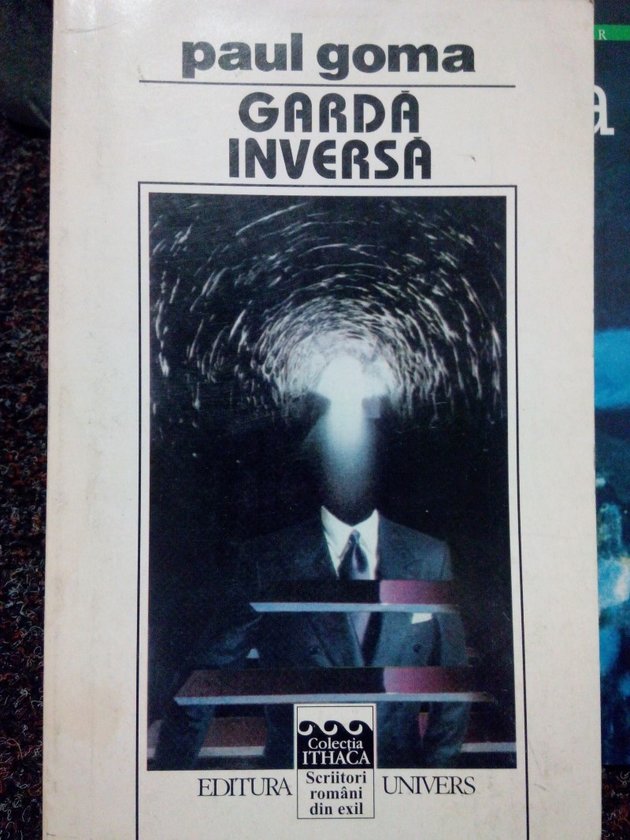 paul goma
GARDĂ
INVERSĂ
Colecția
ITHACA
Scriitori
români
din exil
EDITURA UNIVERS
R
a